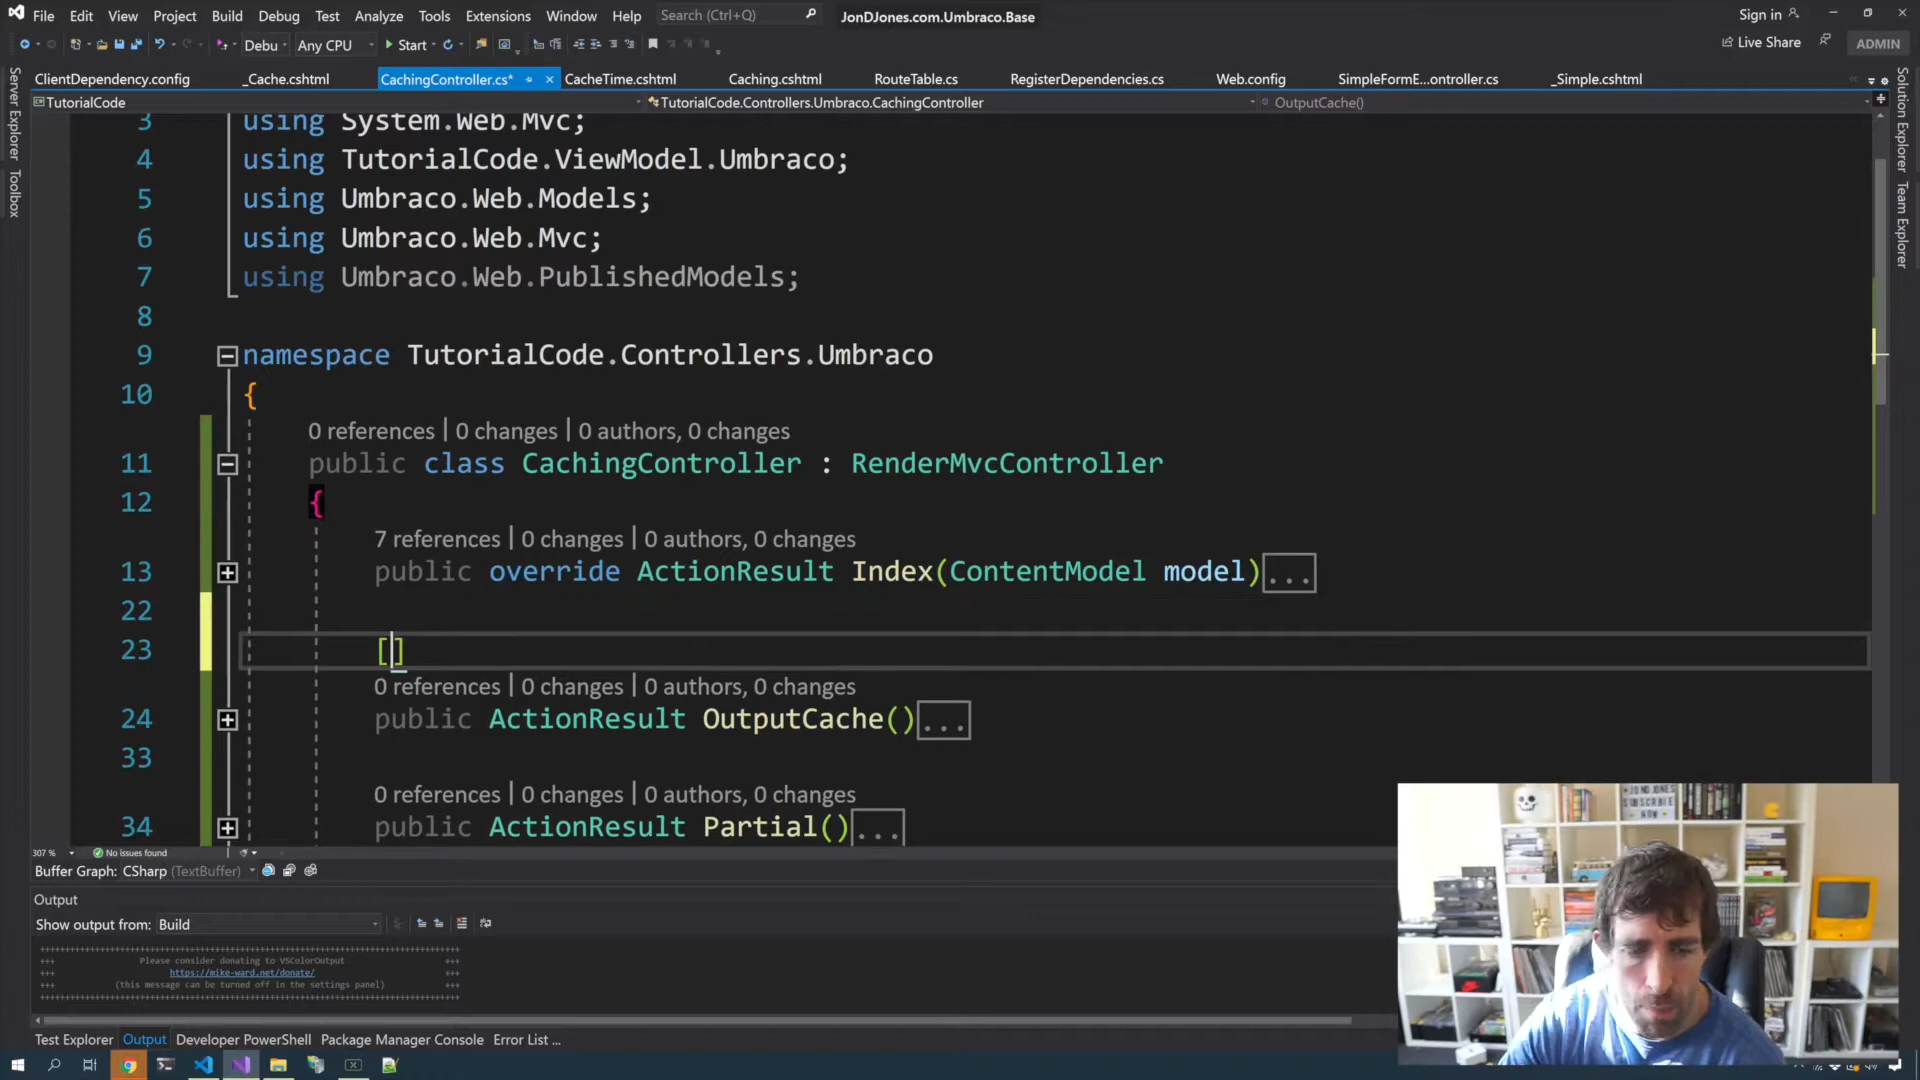 File Edit View Project Build Debug Test Analyze Tools Extensions Window Help Search (Ctrl+Q) JonDJones.com.Umbraco.Base Sign in
Debu Any CPU Start Live Share ADMIN
ClientDependency.config _Cache.cshtml CachingController.cs* CacheTime.cshtml Caching.cshtml RouteTable.cs RegisterDependencies.cs Web.config SimpleFormE...ontroller.cs _Simple.cshtml
TutorialCode TutorialCode.Controllers.Umbraco.CachingController OutputCache()
Server Explorer
Toolbox
Solution Explorer
Team Explorer
3 using System.Web.Mvc;
4 using TutorialCode.ViewModel.Umbraco;
5 using Umbraco.Web.Models;
6 using Umbraco.Web.Mvc;
7 using Umbraco.Web.PublishedModels;
8
9 namespace TutorialCode.Controllers.Umbraco
10 {
0 references | 0 changes | 0 authors, 0 changes
11 public class CachingController : RenderMvcController
12 {
7 references | 0 changes | 0 authors, 0 changes
13 public override ActionResult Index(ContentModel model)...
22
23 []
0 references | 0 changes | 0 authors, 0 changes
24 public ActionResult OutputCache()...
33
0 references | 0 changes | 0 authors, 0 changes
34 public ActionResult Partial()...
307 % No issues found
Buffer Graph: CSharp (TextBuffer)
Output
Show output from: Build
+++ Please consider donating to VSColorOutput +++
+++ https://mike-ward.net/donate/ +++
+++ (this message can be turned off in the settings panel) +++
Test Explorer Output Developer PowerShell Package Manager Console Error List ...
JONDJONES
SUBSCRBIE
NOW